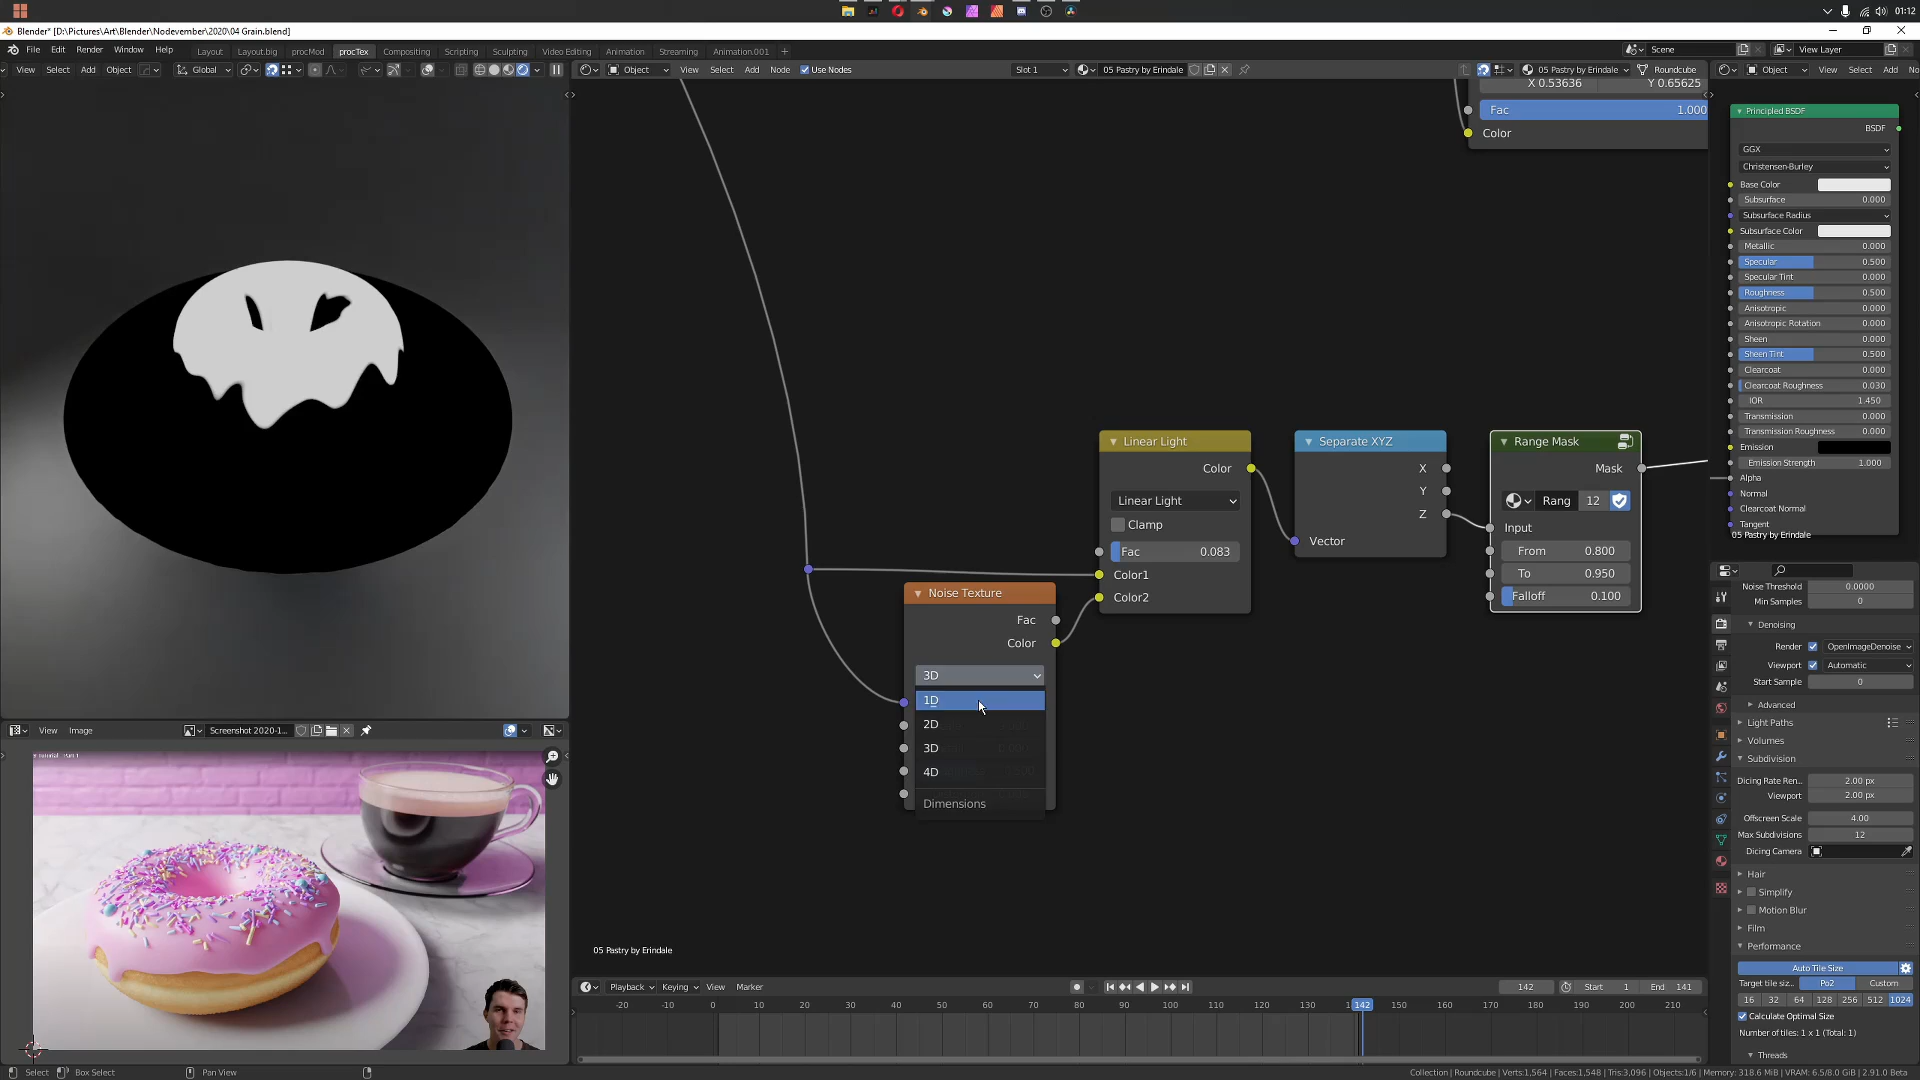 01:12
Blender* [D:\Pictures\Art\Blender\Nodevember\2020\04 Grain.blend]
File Edit Render Window Help Layout Layout.big procMod procTex Compositing Scripting Sculpting Video Editing Animation Streaming Animation.001 + Scene View Layer
View Select Add Object Global Object View Select Add Node Use Nodes Slot 1 05 Pastry by Erindale 05 Pastry by Erindale Roundcube Object View Select Add No
X 0.53636 Y 0.65625
Fac 1.000
Color
Principled BSDF
BSDF
GGX
Christensen-Burley
Base Color
Subsurface 0.000
Subsurface Radius
Subsurface Color
Metallic 0.000
Specular 0.500
Specular Tint 0.000
Roughness 0.500
Anisotropic 0.000
Anisotropic Rotation 0.000
Sheen 0.000
Sheen Tint 0.500
Clearcoat 0.000
Clearcoat Roughness 0.030
IOR 1.450
Transmission 0.000
Transmission Roughness 0.000
Emission
Emission Strength 1.000
Alpha
Normal
Clearcoat Normal
Tangent
05 Pastry by Erindale
Linear Light
Color
Linear Light
Clamp
Fac 0.083
Color1
Color2
Separate XYZ
X
Y
Z
Vector
Range Mask
Mask
Rang 12
Input
From 0.800
To 0.950
Falloff 0.100
Noise Texture
Fac
Color
3D
1D
2D
3D
4D
Dimensions
Noise Threshold 0.0000
Min Samples 0
Denoising
Render OpenImageDenoise
Viewport Automatic
Start Sample 0
Advanced
Light Paths
Volumes
Subdivision
Dicing Rate Ren... 2.00 px
Viewport 2.00 px
Offscreen Scale 4.00
Max Subdivisions 12
Dicing Camera
Hair
Simplify
Motion Blur
Film
Performance
Auto Tile Size
Target tile siz... Po2 Custom
16 32 64 128 256 512 1024
Calculate Optimal Size
Number of tiles: 1 x 1 (Total: 1)
Threads
View Image Screenshot 2020-1...
05 Pastry by Erindale
Playback Keying View Marker 142 Start 1 End 141
-20 -10 0 10 20 30 40 50 60 70 80 90 100 110 120 130 142 150 160 170 180 190 200 210
Select Box Select Pan View
Collection | Roundcube | Verts:1,564 | Faces:1,548 | Tris:3,096 | Objects:1/6 | Memory: 318.6 MiB | VRAM: 6.5/8.0 GiB | 2.91.0 Beta